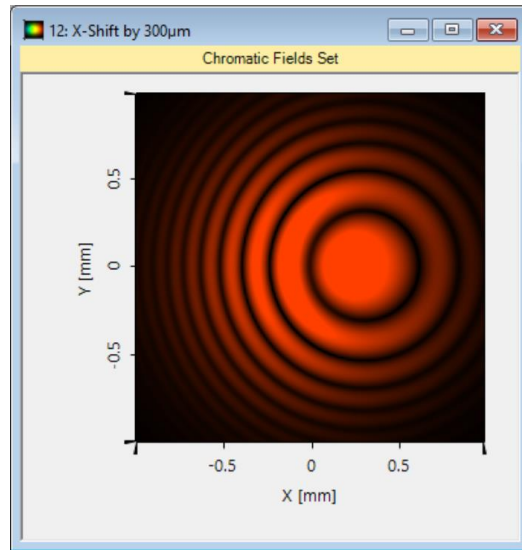 12: X-Shift by 300µm
Chromatic Fields Set
0.5
0
-0.5
Y [mm]
-0.5 0 0.5
X [mm]